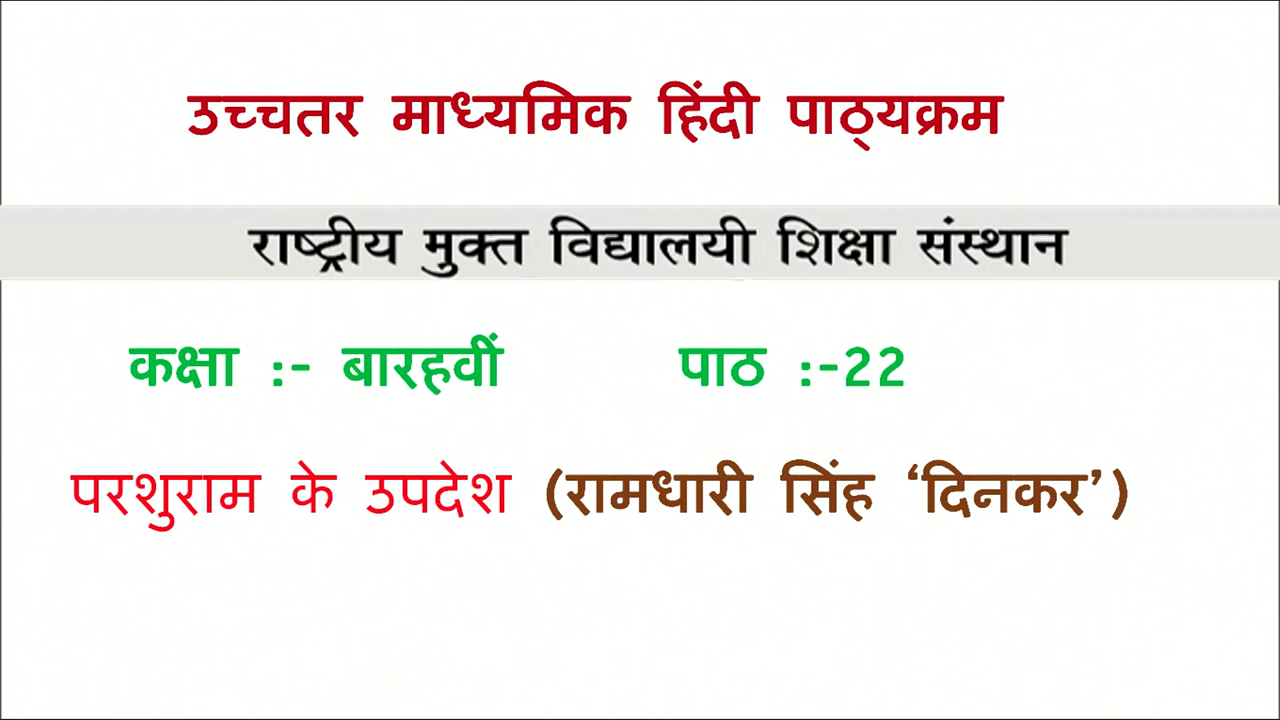 उच्चतर माध्यमिक हिंदी पाठ्यक्रम
राष्ट्रीय मुक्त विद्यालयी शिक्षा संस्थान
कक्षा :- बारहवीं पाठ :-22
परशुराम के उपदेश (रामधारी सिंह ‘दिनकर’)